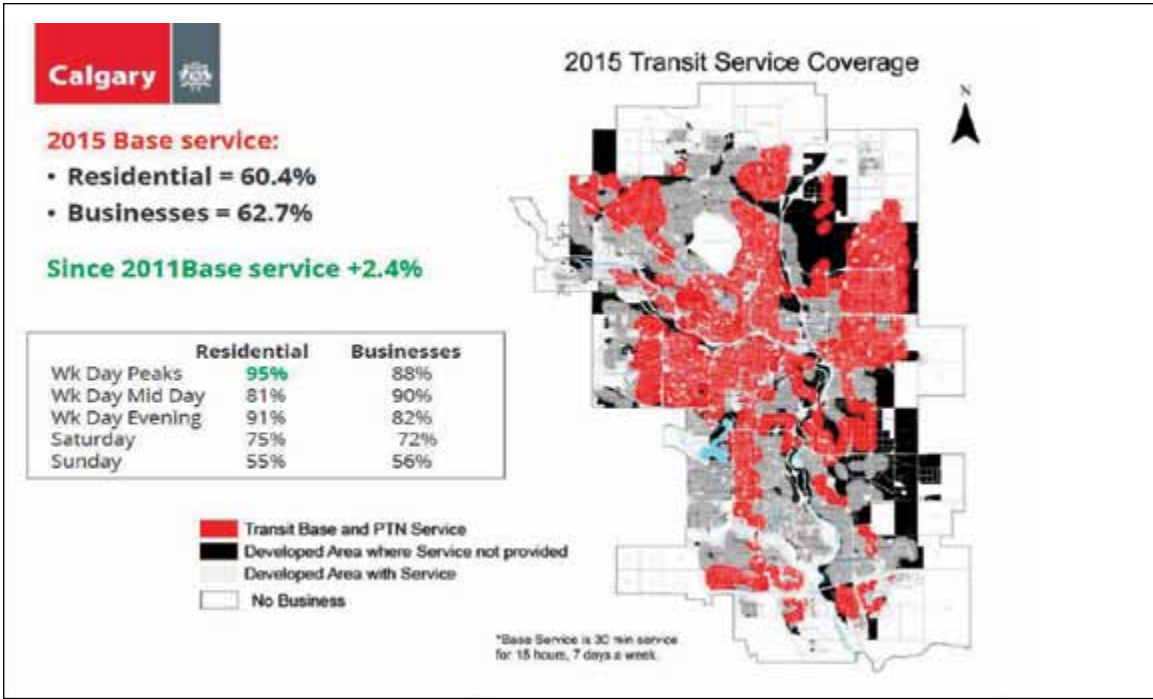 Calgary
2015 Transit Service Coverage
N
2015 Base service:
• Residential = 60.4%
• Businesses = 62.7%
Since 2011Base service +2.4%
Residential Businesses
Wk Day Peaks 95% 88%
Wk Day Mid Day 81% 90%
Wk Day Evening 91% 82%
Saturday 75% 72%
Sunday 55% 56%
Transit Base and PTN Service
Developed Area where Service not provided
Developed Area with Service
No Business
*Base Service is 30 min service
for 15 hours, 7 days a week.